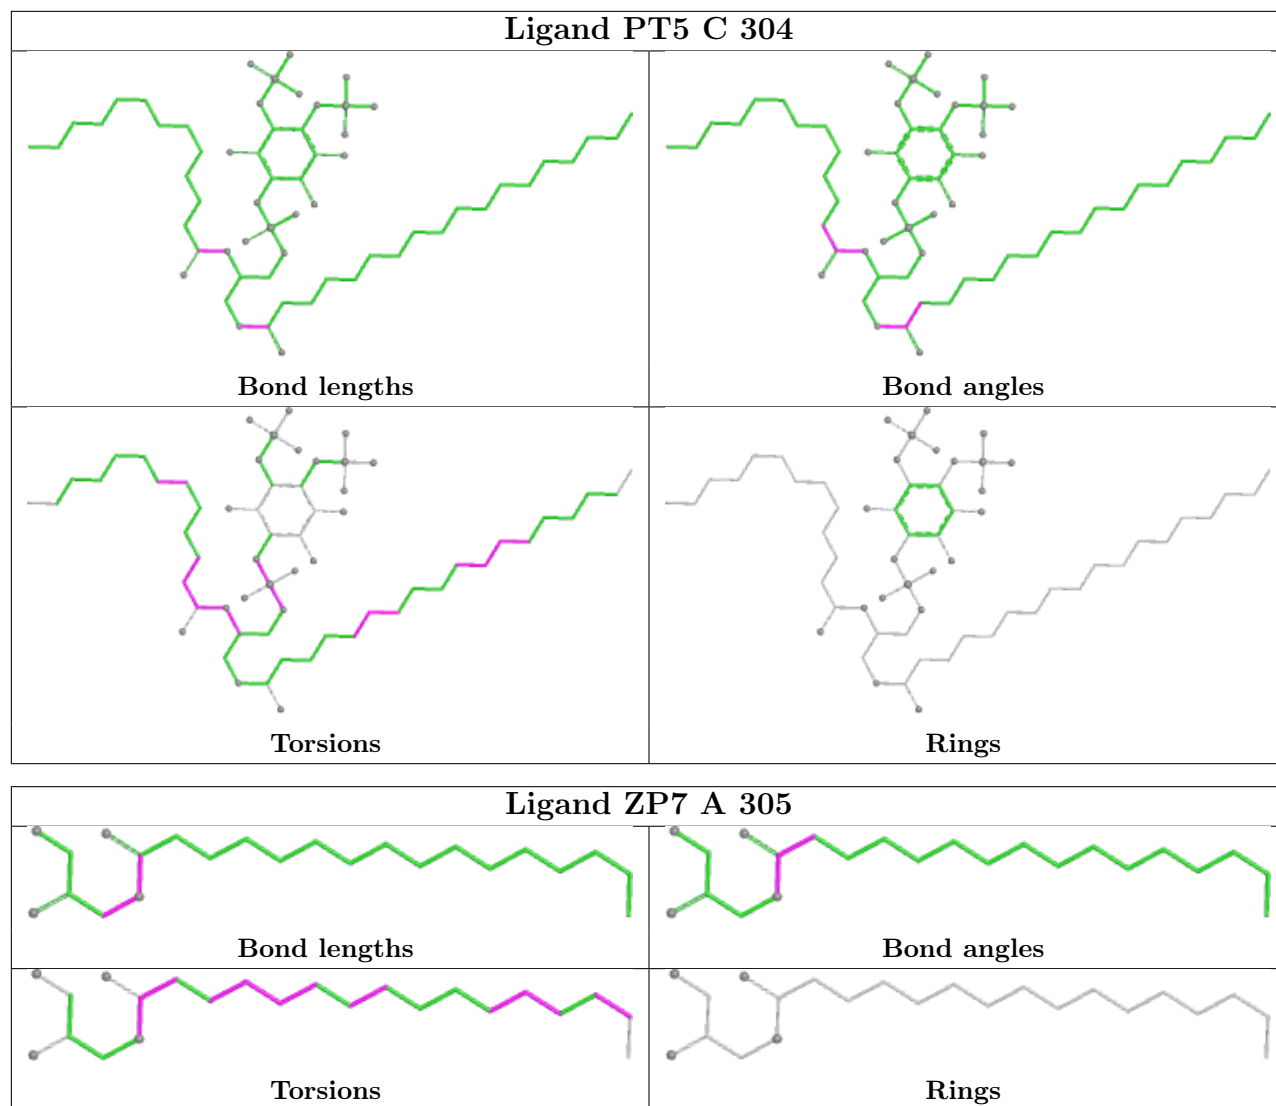 Ligand PT5 C 304
Bond lengths
Bond angles
Torsions
Rings
Ligand ZP7 A 305
Bond lengths
Bond angles
Torsions
Rings